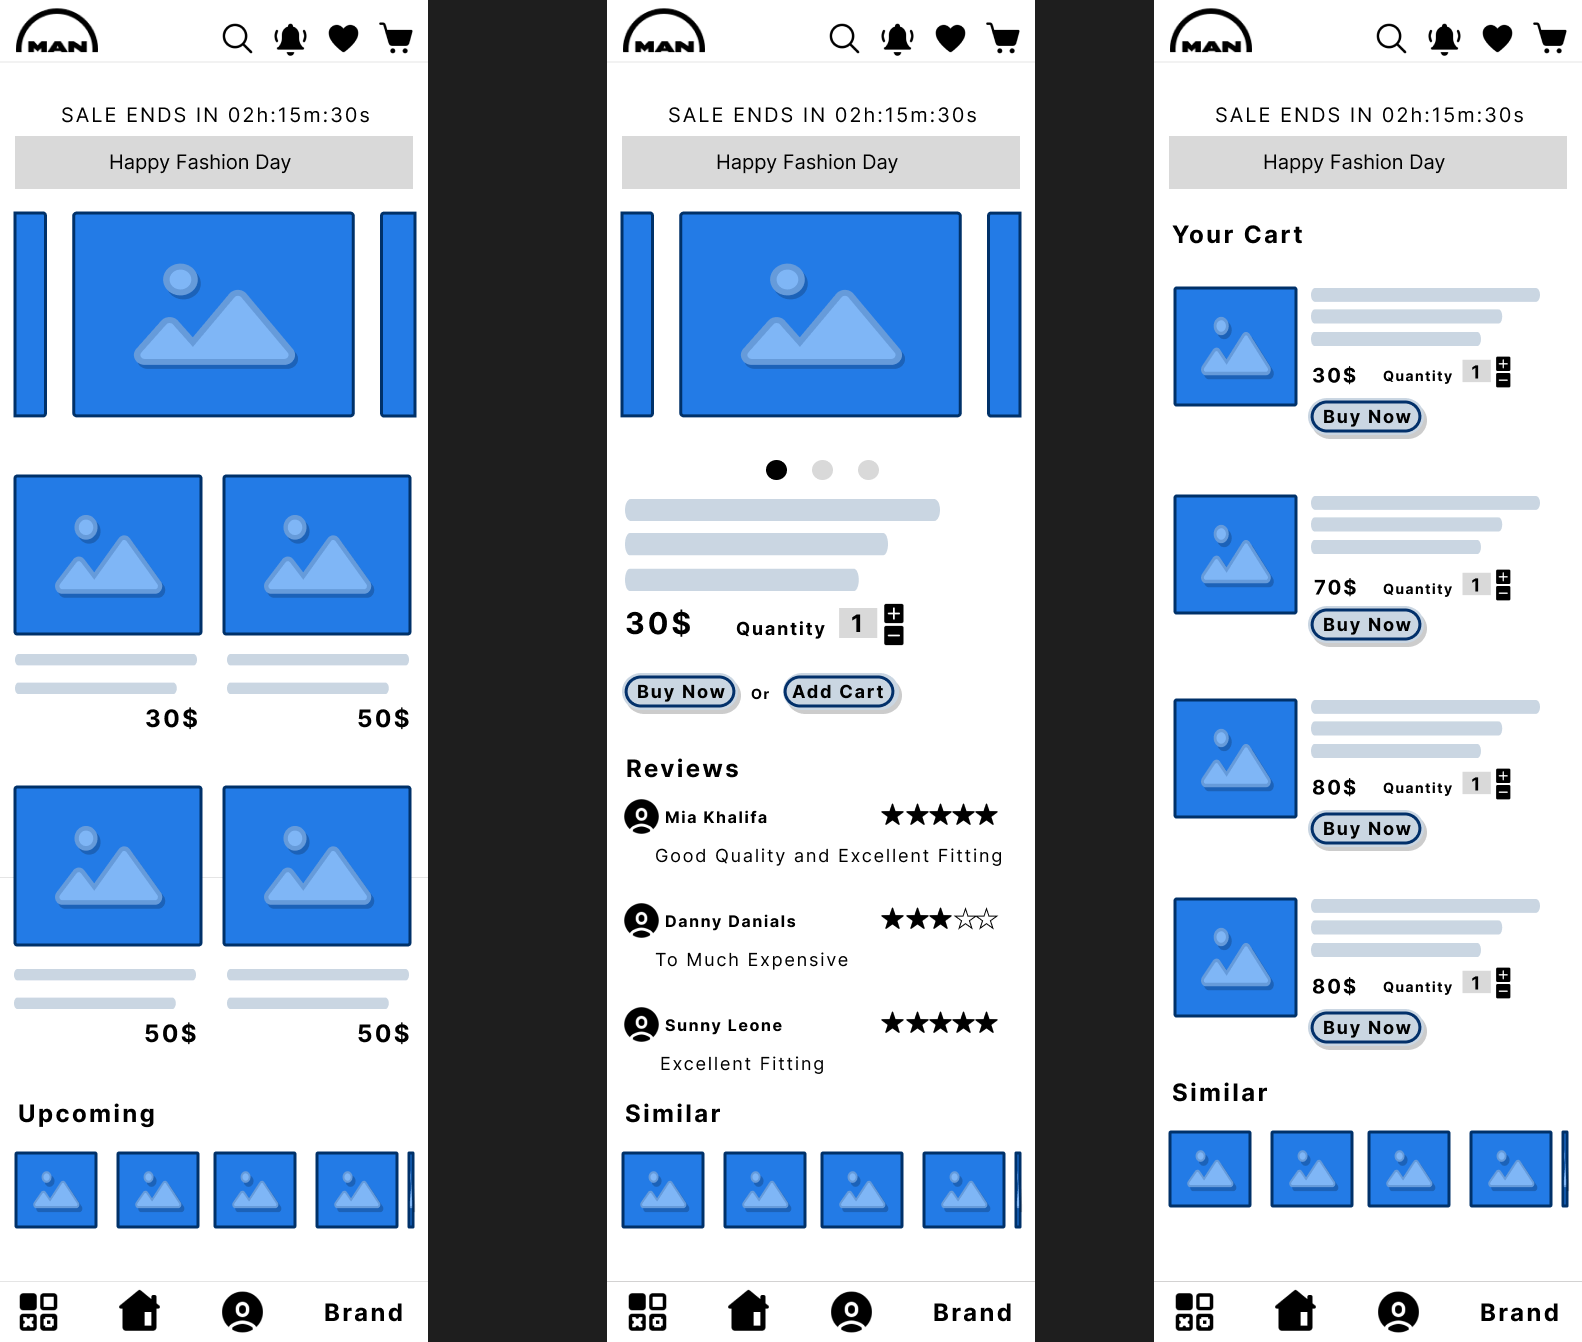 MAN
SALE ENDS IN 02h:15m:30s
Happy Fashion Day
30$
50$
50$
50$
Upcoming
Brand
MAN
SALE ENDS IN 02h:15m:30s
Happy Fashion Day
30$ Quantity 1
Buy Now Or Add Cart
Reviews
Mia Khalifa
Good Quality and Excellent Fitting
Danny Danials
To Much Expensive
Sunny Leone
Excellent Fitting
Similar
Brand
MAN
SALE ENDS IN 02h:15m:30s
Happy Fashion Day
Your Cart
30$ Quantity 1
Buy Now
70$ Quantity 1
Buy Now
80$ Quantity 1
Buy Now
80$ Quantity 1
Buy Now
Similar
Brand